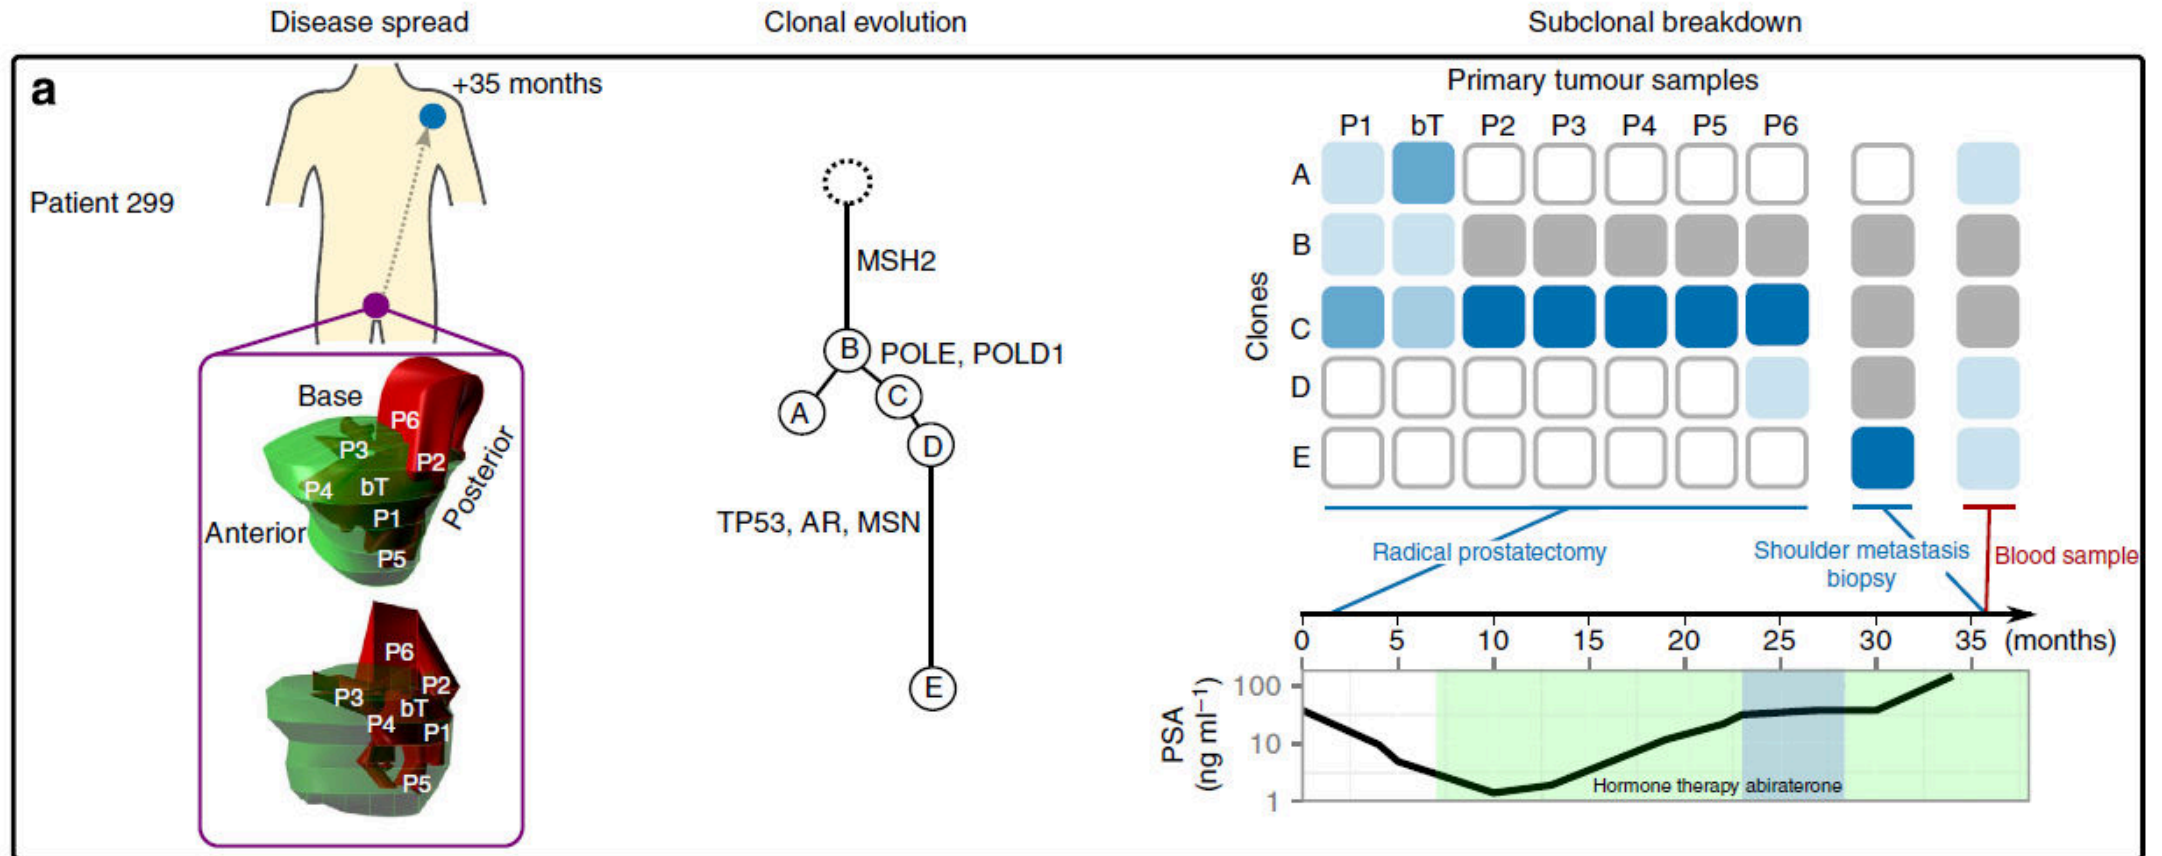 Disease spread
Clonal evolution
Subclonal breakdown
a
+35 months
Patient 299
Base
P6
P3
P2
P4
bT
P1
P5
Anterior
Posterior
P6
P3
P2
bT
P4
P1
P5
MSH2
B
POLE, POLD1
A
C
D
TP53, AR, MSN
E
Primary tumour samples
P1 bT P2 P3 P4 P5 P6
Clones
A
B
C
D
E
Radical prostatectomy
Shoulder metastasis
biopsy
Blood sample
0 5 10 15 20 25 30 35 (months)
PSA
(ng ml⁻¹)
100
10
1
Hormone therapy abiraterone